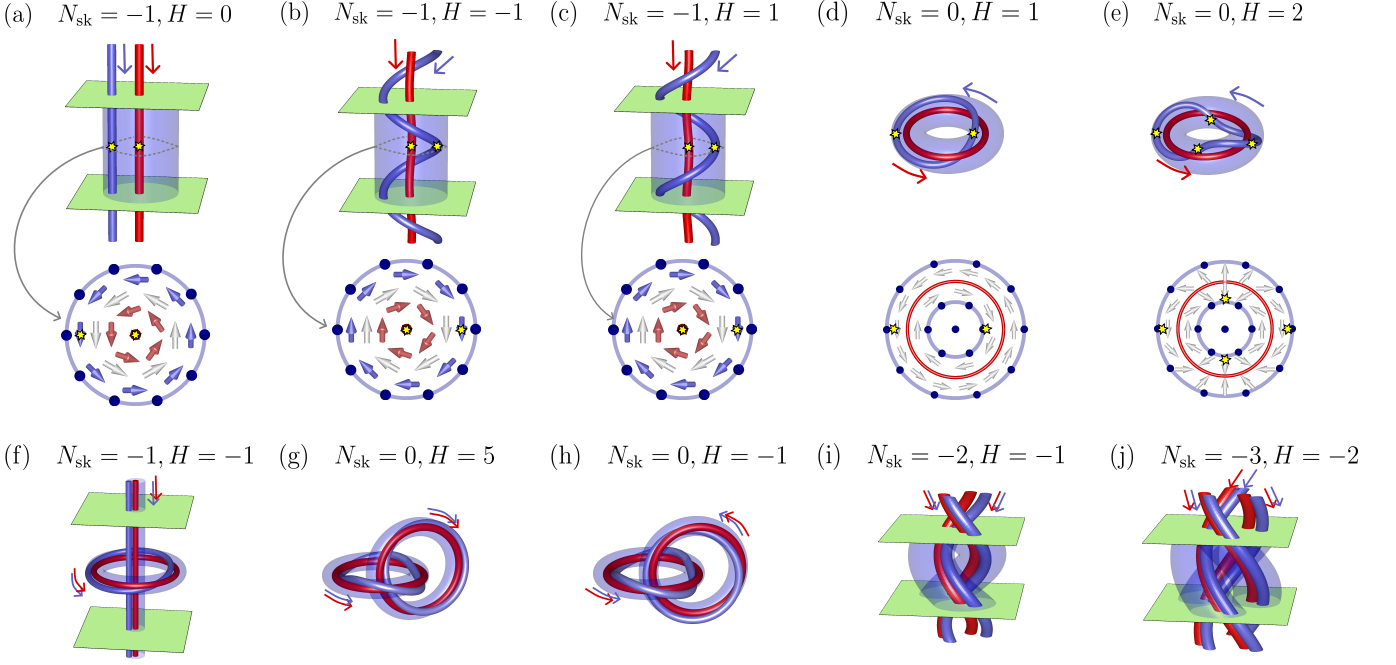 (a) N_sk = −1, H = 0
(b) N_sk = −1, H = −1
(c) N_sk = −1, H = 1
(d) N_sk = 0, H = 1
(e) N_sk = 0, H = 2
(f) N_sk = −1, H = −1
(g) N_sk = 0, H = 5
(h) N_sk = 0, H = −1
(i) N_sk = −2, H = −1
(j) N_sk = −3, H = −2